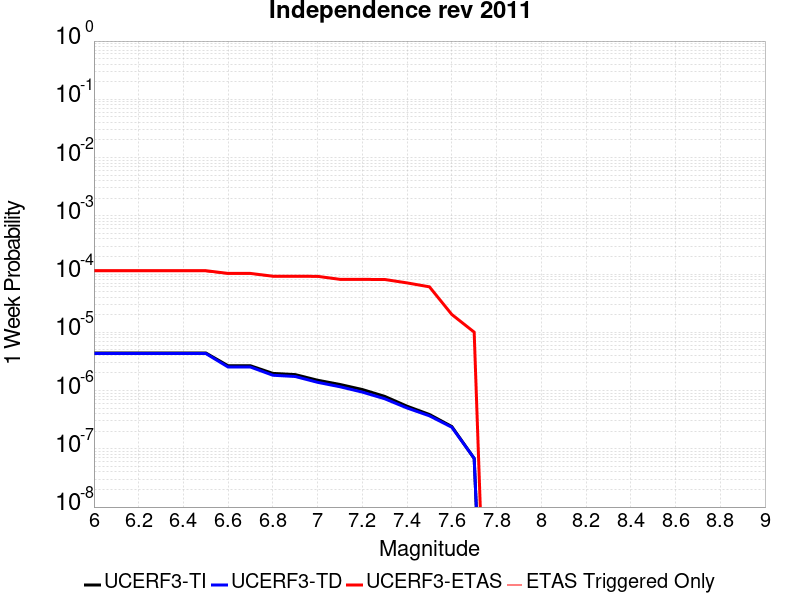 Independence rev 2011
1 Week Probability
10^0
10^-1
10^-2
10^-3
10^-4
10^-5
10^-6
10^-7
10^-8
6 6.2 6.4 6.6 6.8 7 7.2 7.4 7.6 7.8 8 8.2 8.4 8.6 8.8 9
Magnitude
UCERF3-TI UCERF3-TD UCERF3-ETAS ETAS Triggered Only